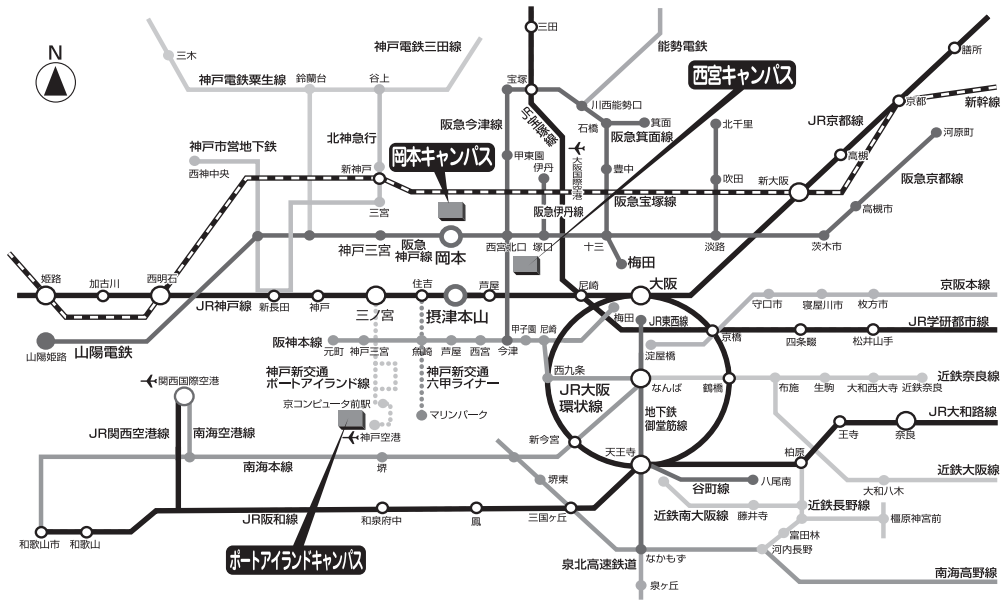 N
三木
神戸電鉄三田線
三田
能勢電鉄
膳所
神戸電鉄粟生線
鈴蘭台
谷上
宝塚
西宮キャンパス
川西能勢口
京都
新幹線
北神急行
阪急今津線
JR宝塚線
石橋
箕面
阪急箕面線
北千里
JR京都線
河原町
神戸市営地下鉄
西神中央
新神戸
岡本キャンパス
甲東園
伊丹
大阪国際空港
豊中
吹田
新大阪
高槻
阪急京都線
三宮
阪急伊丹線
阪急宝塚線
高槻市
神戸三宮
阪急
神戸線
岡本
西宮北口
塚口
十三
淡路
茨木市
梅田
姫路
加古川
西明石
住吉
芦屋
尼崎
大阪
京阪本線
JR神戸線
新長田
神戸
三ノ宮
摂津本山
守口市
寝屋川市
枚方市
梅田
JR東西線
京橋
JR学研都市線
山陽姫路
山陽電鉄
阪神本線
元町
神戸三宮
魚崎
芦屋
西宮
今津
甲子園
尼崎
淀屋橋
四条畷
松井山手
神戸新交通
ポートアイランド線
神戸新交通
六甲ライナー
西九条
JR大阪
環状線
なんば
鶴橋
布施
生駒
大和西大寺
近鉄奈良
近鉄奈良線
関西国際空港
京コンピュータ前駅
マリンパーク
地下鉄
御堂筋線
JR大和路線
JR関西空港線
南海空港線
神戸空港
新今宮
天王寺
柏原
王寺
奈良
南海本線
堺
堺東
谷町線
八尾南
近鉄大阪線
大和八木
和歌山市
和歌山
JR阪和線
和泉府中
鳳
三国ヶ丘
近鉄南大阪線
藤井寺
近鉄長野線
橿原神宮前
富田林
ポートアイランドキャンパス
泉北高速鉄道
なかもず
河内長野
泉ヶ丘
南海高野線